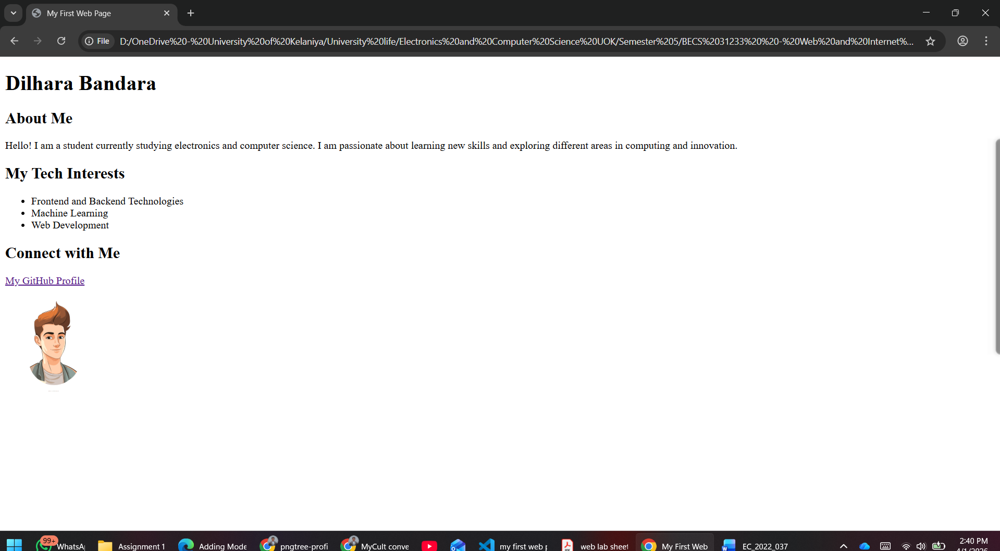 My First Web Page
File
D:/OneDrive%20-%20University%20of%20Kelaniya/University%20life/Electronics%20and%20Computer%20Science%20UOK/Semester%205/BECS%2031233%20%20-%20Web%20and%20Internet%...
Dilhara Bandara
About Me
Hello! I am a student currently studying electronics and computer science. I am passionate about learning new skills and exploring different areas in computing and innovation.
My Tech Interests
Frontend and Backend Technologies
Machine Learning
Web Development
Connect with Me
My GitHub Profile
99+ WhatsA
Assignment 1
Adding Mode
pngtree-profi
MyCult conve
my first web p
web lab sheet
My First Web
EC_2022_037
2:40 PM
4/1/2026